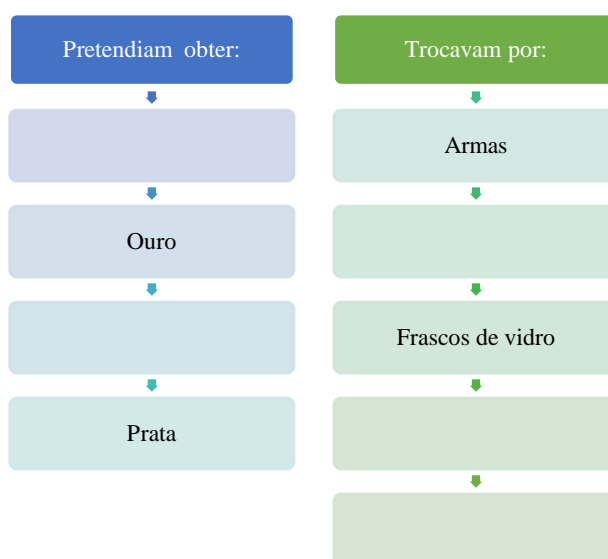 Pretendiam obter:
Ouro
Prata
Trocavam por:
Armas
Frascos de vidro